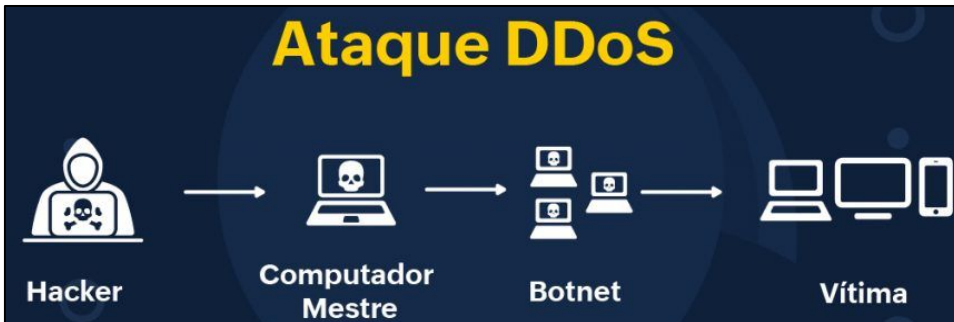 Ataque DDoS
Hacker
Computador
Mestre
Botnet
Vítima